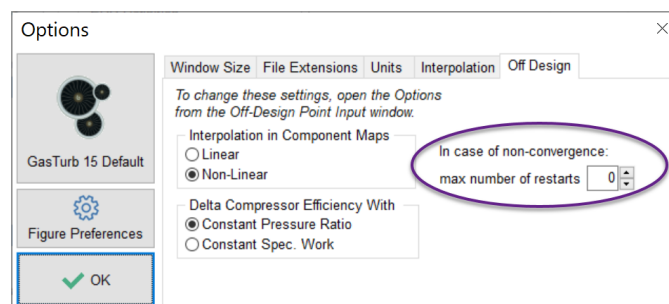 Options
Window Size File Extensions Units Interpolation Off Design
To change these settings, open the Options
from the Off-Design Point Input window.
Interpolation in Component Maps
Linear
Non-Linear
In case of non-convergence:
max number of restarts 0
GasTurb 15 Default
Delta Compressor Efficiency With
Constant Pressure Ratio
Constant Spec. Work
Figure Preferences
OK